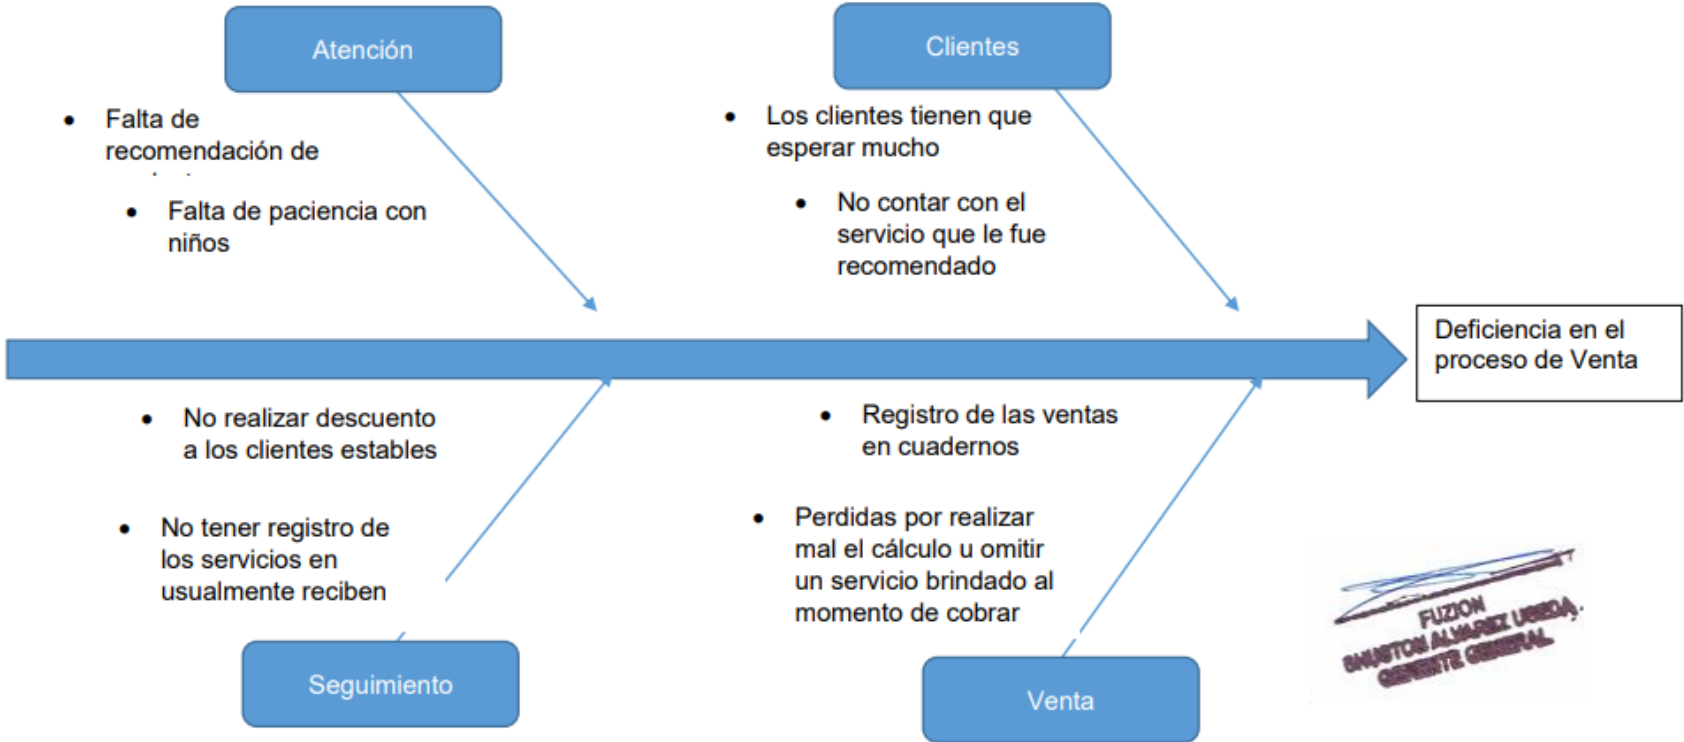 Atención
Clientes
Falta de
recomendación de
Falta de paciencia con
niños
Los clientes tienen que
esperar mucho
No contar con el
servicio que le fue
recomendado
Deficiencia en el
proceso de Venta
No realizar descuento
a los clientes estables
No tener registro de
los servicios en
usualmente reciben
Registro de las ventas
en cuadernos
Perdidas por realizar
mal el cálculo u omitir
un servicio brindado al
momento de cobrar
Seguimiento
Venta
FUZION
ALVAREZ
GERENTE GENERAL